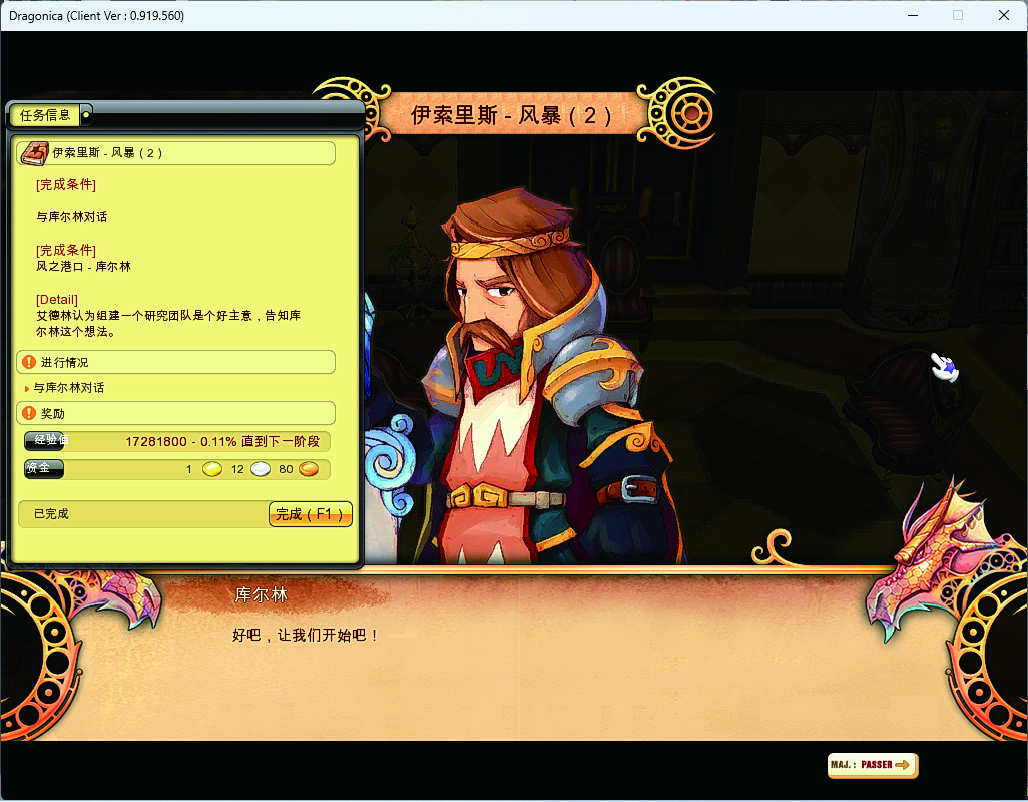 Dragonica (Client Ver : 0.919.560)
伊索里斯 - 风暴 ( 2 )
任务信息
伊索里斯 - 风暴 ( 2 )
[完成条件]
与库尔林对话
[完成条件]
风之港口 - 库尔林
[Detail]
艾德林认为组建一个研究团队是个好主意，告知库
尔林这个想法。
进行情况
与库尔林对话
奖励
经验值 17281800 - 0.11% 直到下一阶段
资金 1 12 80
已完成 完成 ( F1 )
库尔林
好吧，让我们开始吧！
MAJ. : PASSER